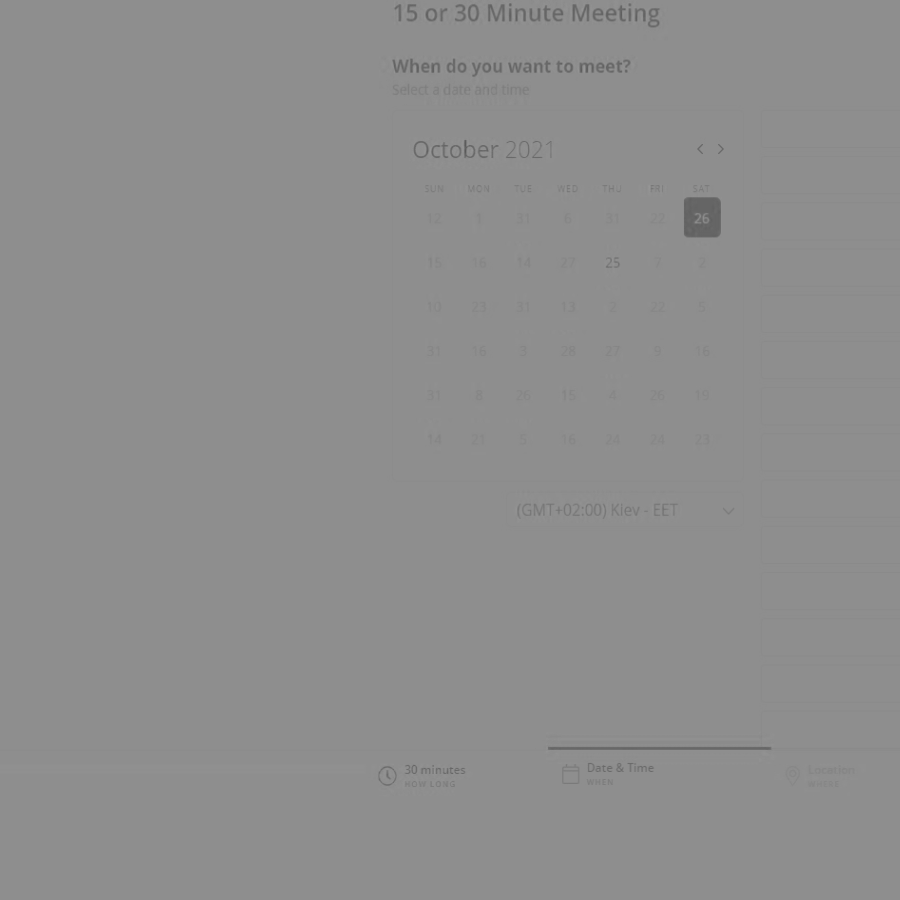 15 or 30 Minute Meeting
When do you want to meet?
Select a date and time
October 2021
SUN MON TUE WED THU FRI SAT
12 1 31 6 31 22 26
15 16 14 27 25 7 2
10 23 31 13 2 22 5
31 18 3 28 27 9 16
31 8 26 15 4 26 19
14 21 5 16 24 24 23
(GMT+02:00) Kiev - EET
30 minutes
HOW LONG
Date & Time
WHEN
Location
WHERE